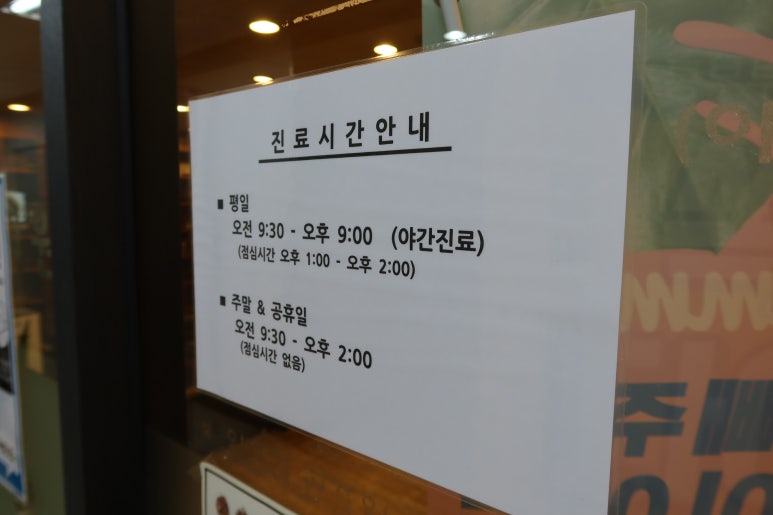 진료시간안내
■ 평일
오전 9:30 - 오후 9:00 (야간진료)
(점심시간 오후 1:00 - 오후 2:00)
■ 주말 & 공휴일
오전 9:30 - 오후 2:00
(점심시간 없음)